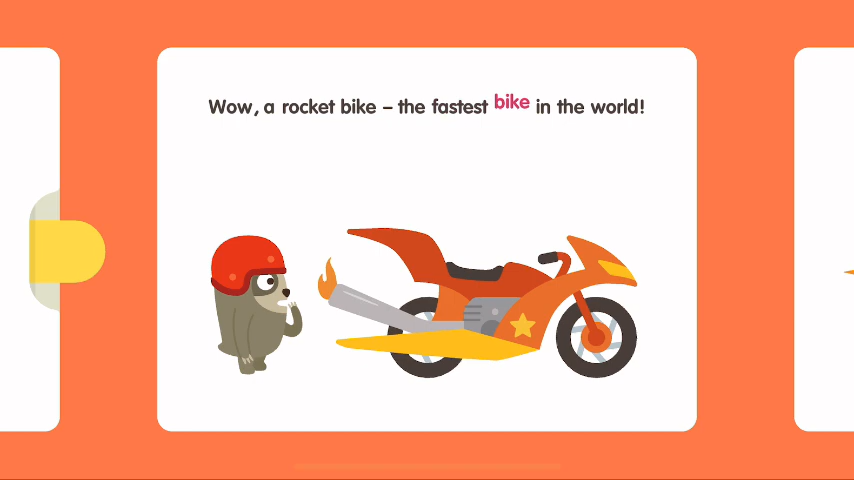 Wow, a rocket bike – the fastest bike in the world!